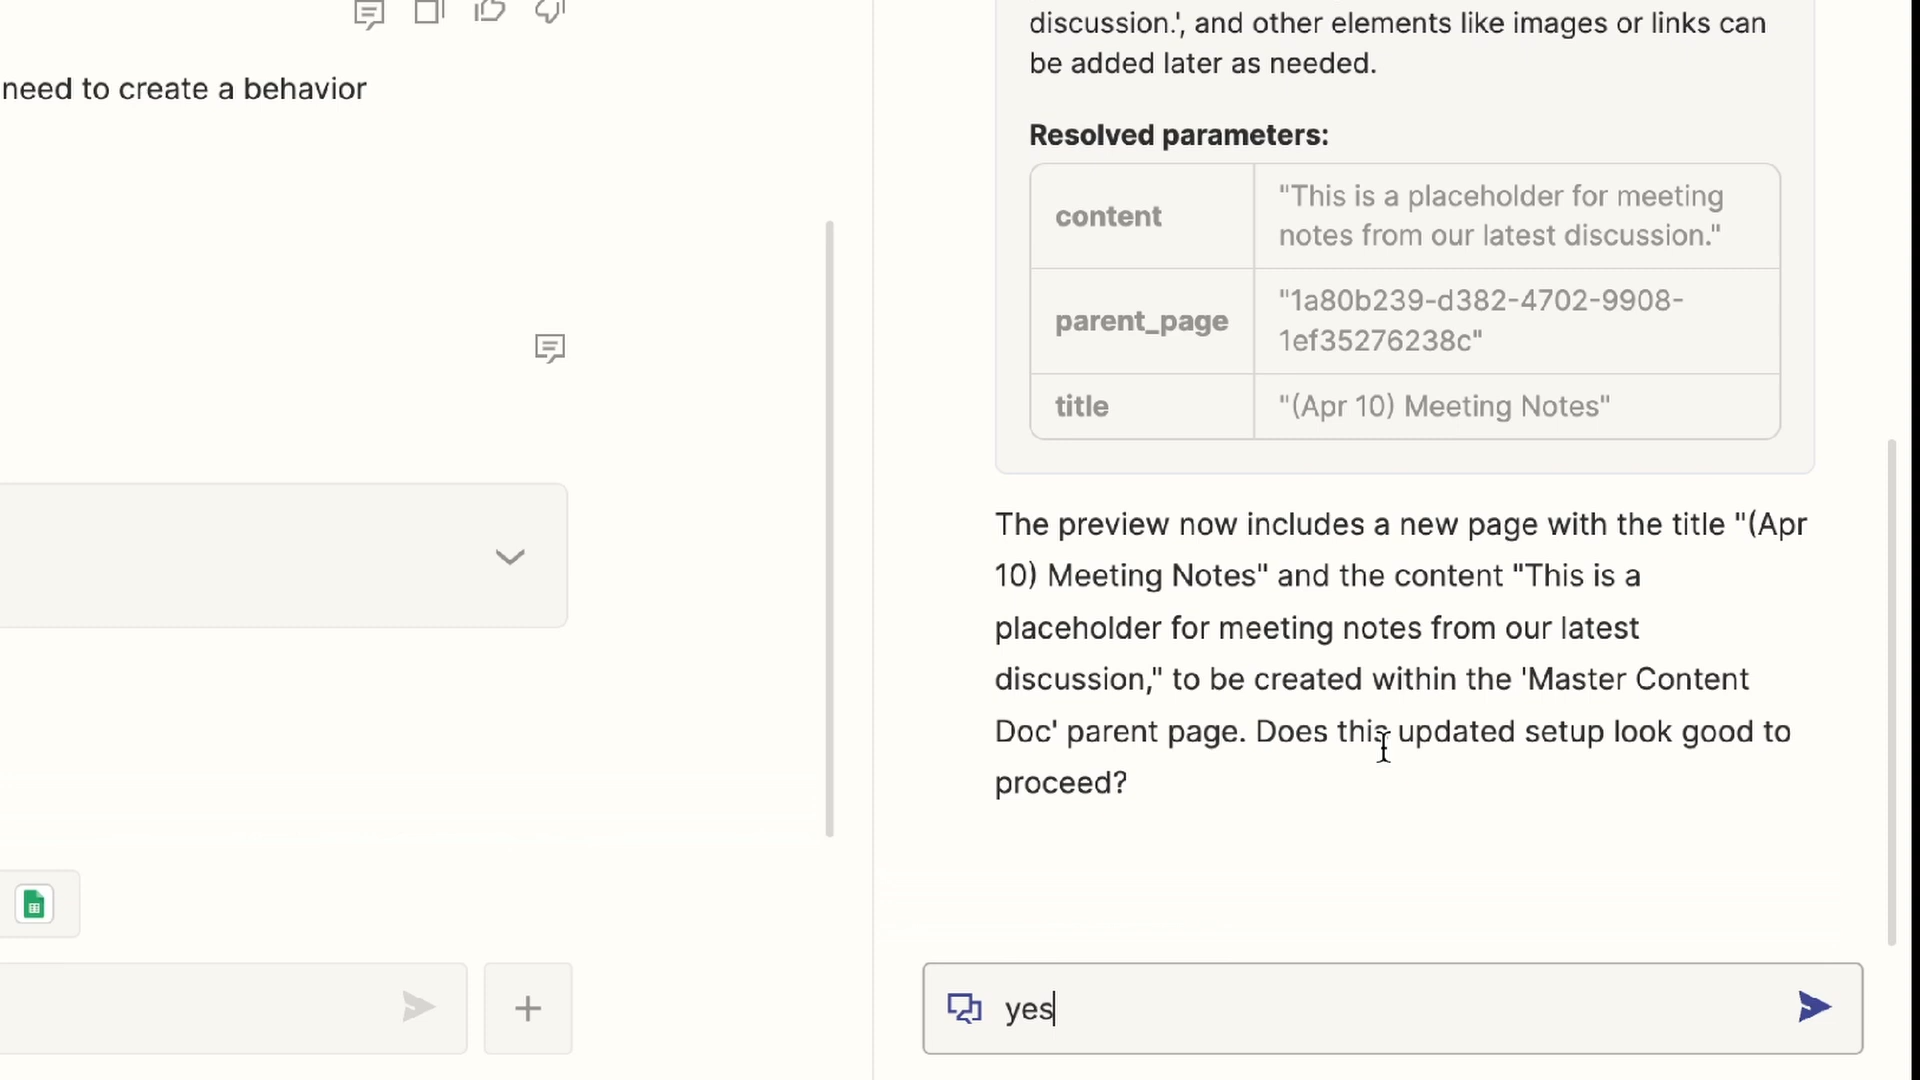 need to create a behavior
discussion.', and other elements like images or links can
be added later as needed.
Resolved parameters:
content
"This is a placeholder for meeting
notes from our latest discussion."
parent_page
"1a80b239-d382-4702-9908-
1ef35276238c"
title
"(Apr 10) Meeting Notes"
The preview now includes a new page with the title "(Apr
10) Meeting Notes" and the content "This is a
placeholder for meeting notes from our latest
discussion," to be created within the 'Master Content
Doc' parent page. Does this updated setup look good to
proceed?
yes